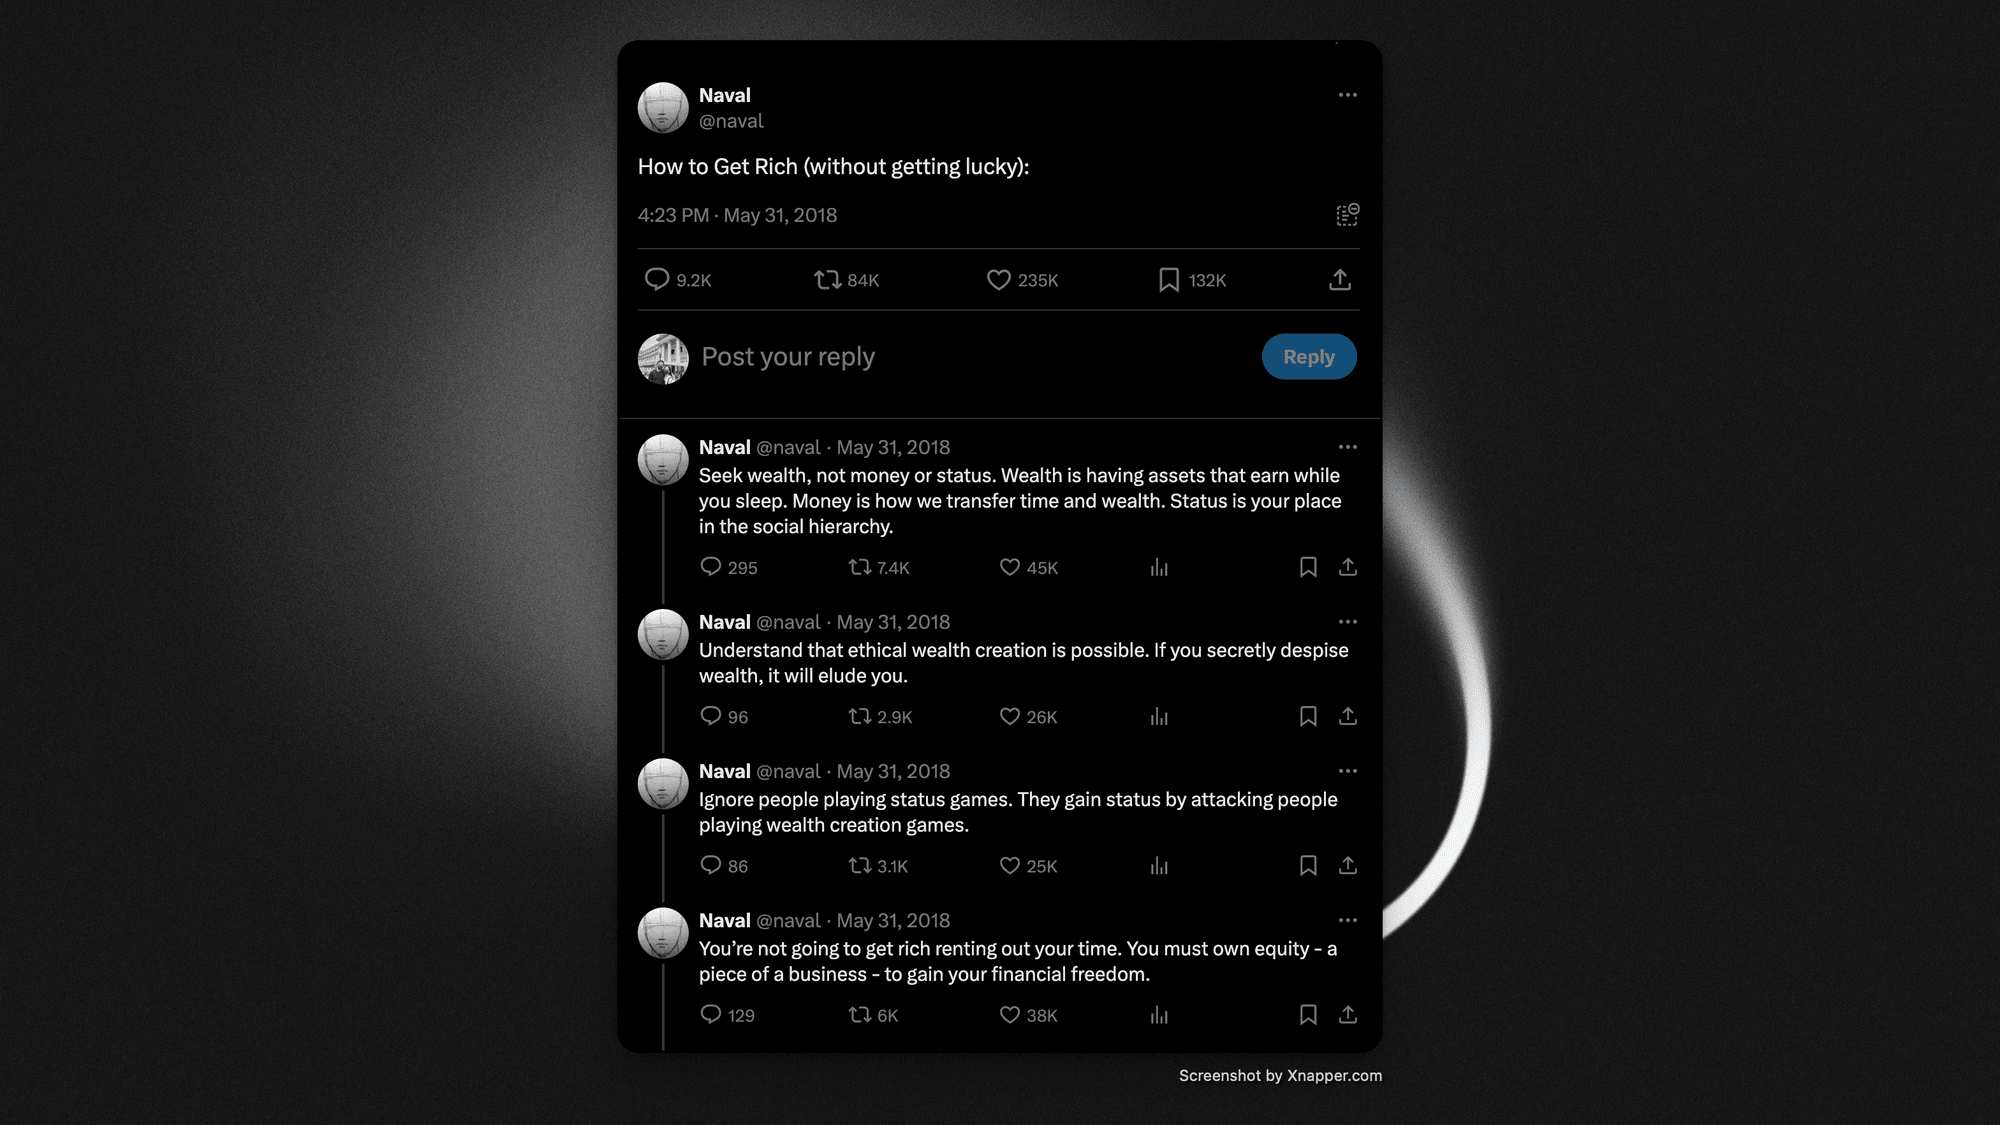 Naval
@naval
How to Get Rich (without getting lucky):
4:23 PM · May 31, 2018
9.2K 84K 235K 132K
Post your reply
Reply
Naval @naval · May 31, 2018
Seek wealth, not money or status. Wealth is having assets that earn while
you sleep. Money is how we transfer time and wealth. Status is your place
in the social hierarchy.
295 7.4K 45K
Naval @naval · May 31, 2018
Understand that ethical wealth creation is possible. If you secretly despise
wealth, it will elude you.
96 2.9K 26K
Naval @naval · May 31, 2018
Ignore people playing status games. They gain status by attacking people
playing wealth creation games.
86 3.1K 25K
Naval @naval · May 31, 2018
You’re not going to get rich renting out your time. You must own equity - a
piece of a business - to gain your financial freedom.
129 6K 38K
Screenshot by Xnapper.com